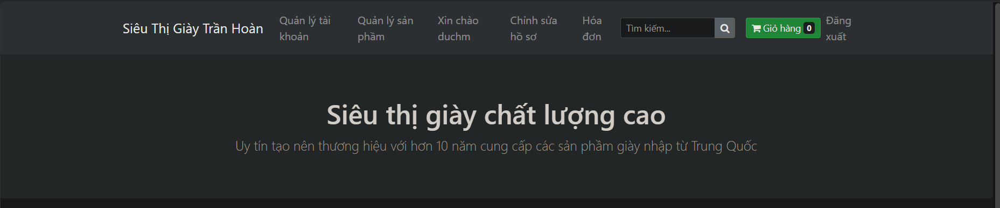 Siêu Thị Giày Trần Hoàn
Quản lý tài
khoản
Quản lý sản
phầm
Xin chào
duchm
Chỉnh sửa
hồ sơ
Hóa
đơn
Tìm kiếm...
Giỏ hàng 0
Đăng
xuất
Siêu thị giày chất lượng cao
Uy tín tạo nên thương hiệu với hơn 10 năm cung cấp các sản phầm giày nhập từ Trung Quốc